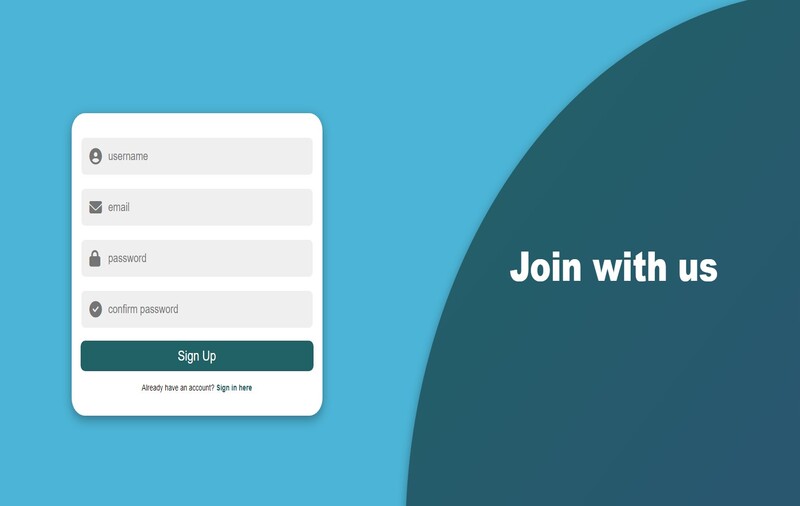 username
email
password
confirm password
Sign Up
Already have an account? Sign in here
Join with us